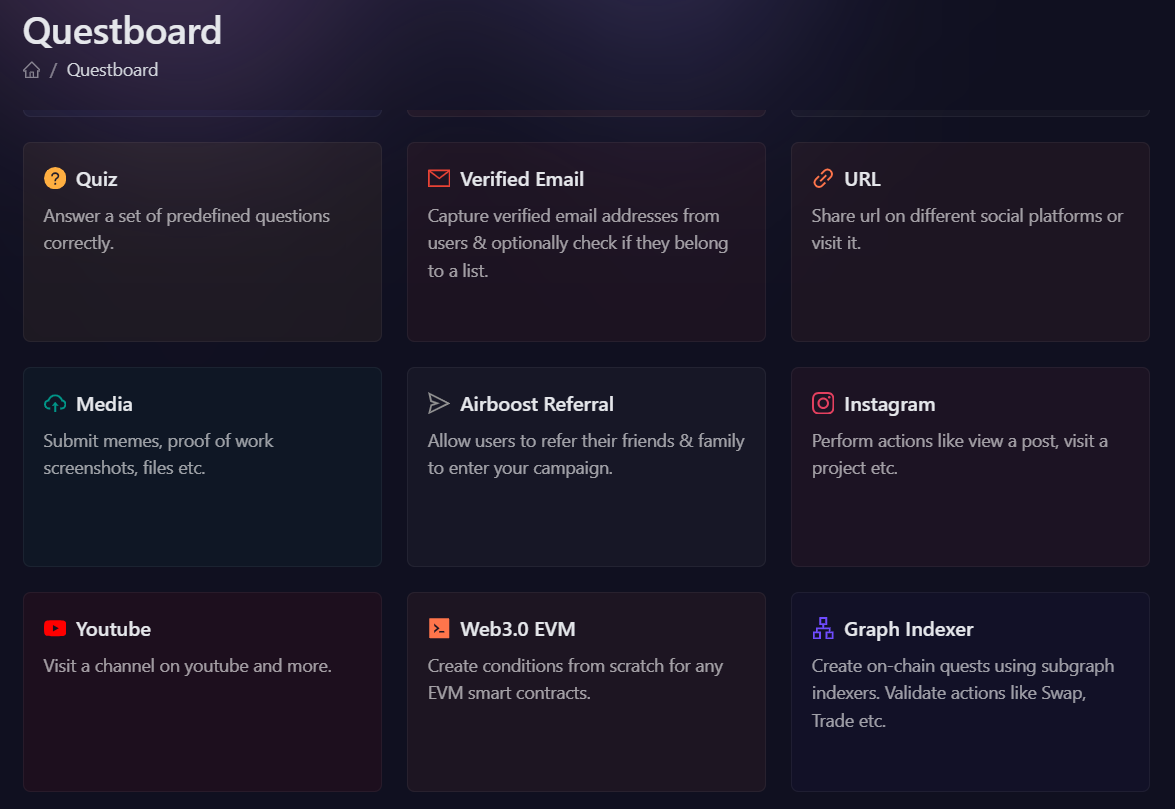 Questboard
/ Questboard
Quiz
Answer a set of predefined questions
correctly.
Verified Email
Capture verified email addresses from
users & optionally check if they belong
to a list.
URL
Share url on different social platforms or
visit it.
Media
Submit memes, proof of work
screenshots, files etc.
Airboost Referral
Allow users to refer their friends & family
to enter your campaign.
Instagram
Perform actions like view a post, visit a
project etc.
Youtube
Visit a channel on youtube and more.
Web3.0 EVM
Create conditions from scratch for any
EVM smart contracts.
Graph Indexer
Create on-chain quests using subgraph
indexers. Validate actions like Swap,
Trade etc.